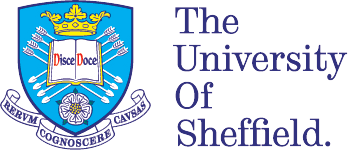 Disce Doce
RERVM
COGNOSCERE
CAVSAS
The
University
Of
Sheffield.